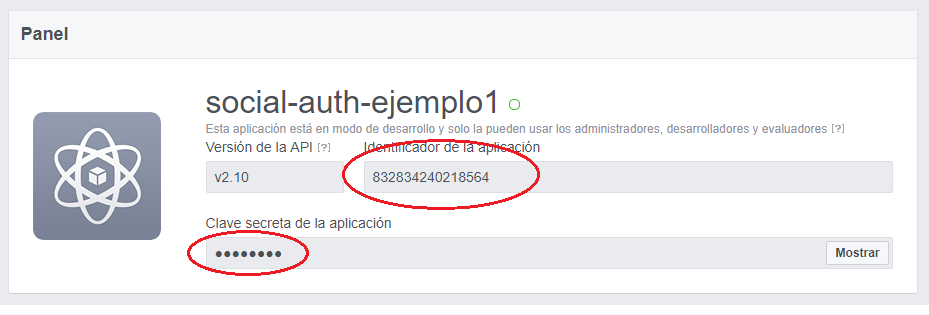 Panel
social-auth-ejemplo1
Esta aplicación está en modo de desarrollo y solo la pueden usar los administradores, desarrolladores y evaluadores [?]
Versión de la API [?] Identificador de la aplicación
v2.10 832834240218564
Clave secreta de la aplicación
●●●●●●●● Mostrar